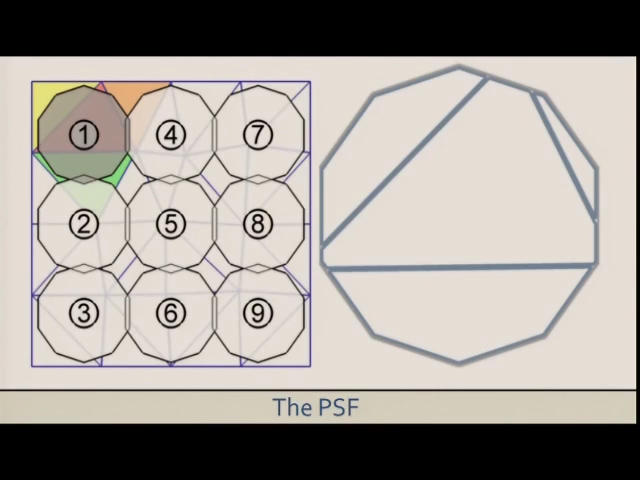 ① ④ ⑦
② ⑤ ⑧
③ ⑥ ⑨
The PSF